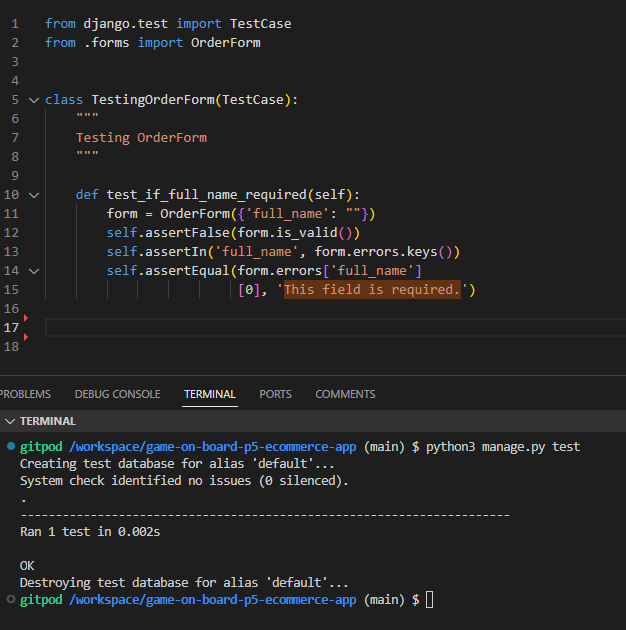 1 from django.test import TestCase
2 from .forms import OrderForm
3
4
5 class TestingOrderForm(TestCase):
6 """
7 Testing OrderForm
8 """
9
10 def test_if_full_name_required(self):
11 form = OrderForm({'full_name': ""})
12 self.assertFalse(form.is_valid())
13 self.assertIn('full_name', form.errors.keys())
14 self.assertEqual(form.errors['full_name']
15 [0], 'This field is required.')
16
17
18
PROBLEMS DEBUG CONSOLE TERMINAL PORTS COMMENTS
TERMINAL
gitpod /workspace/game-on-board-p5-ecommerce-app (main) $ python3 manage.py test
Creating test database for alias 'default'...
System check identified no issues (0 silenced).
.
----------------------------------------------------------------------
Ran 1 test in 0.002s
OK
Destroying test database for alias 'default'...
gitpod /workspace/game-on-board-p5-ecommerce-app (main) $